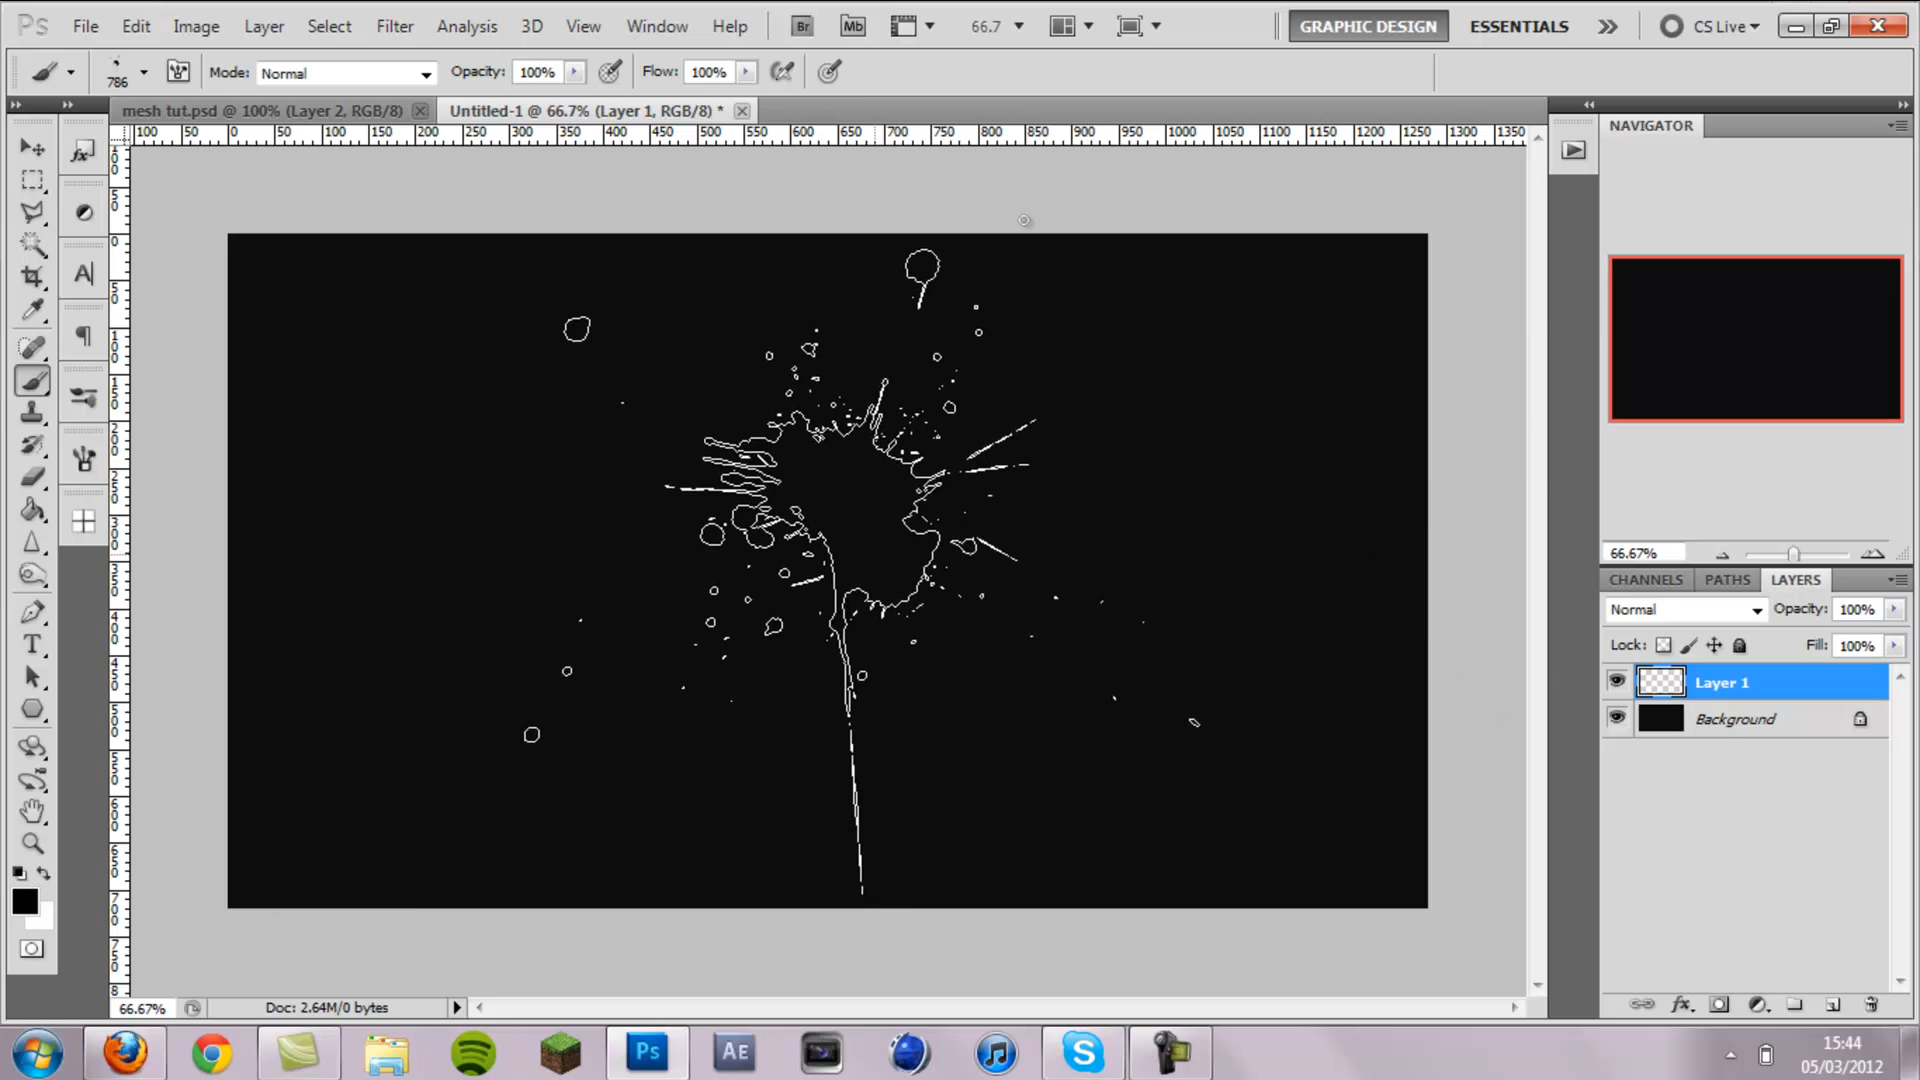 Ps File Edit Image Layer Select Filter Analysis 3D View Window Help Br Mb 66.7 GRAPHIC DESIGN ESSENTIALS CS Live
786 Mode: Normal Opacity: 100% Flow: 100%
mesh tut.psd @ 100% (Layer 2, RGB/8) Untitled-1 @ 66.7% (Layer 1, RGB/8) *
100 50 0 50 100 150 200 250 300 350 400 450 500 550 600 650 700 750 800 850 900 950 1000 1050 1100 1150 1200 1250 1300 1350
NAVIGATOR
66.67%
CHANNELS PATHS LAYERS
Normal Opacity: 100%
Lock: Fill: 100%
Layer 1
Background
66.67% Doc: 2.64M/0 bytes
Ps AE
15:44
05/03/2012